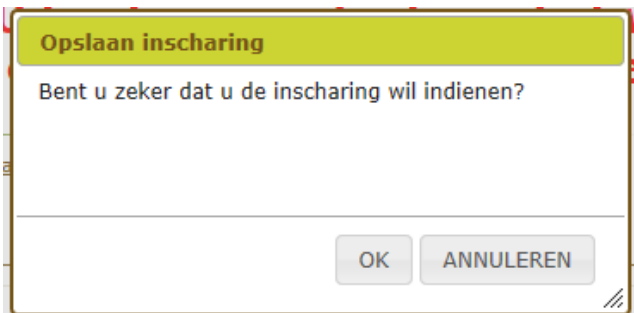 Opslaan inscharing
Bent u zeker dat u de inscharing wil indienen?
OK ANNULEREN